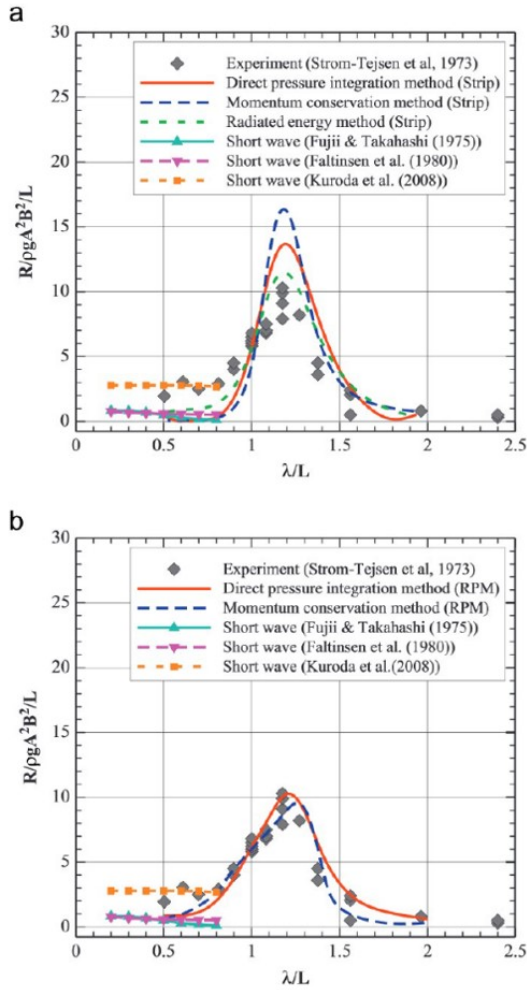 a
30
Experiment (Strom-Tejsen et al, 1973)
Direct pressure integration method (Strip)
25
Momentum conservation method (Strip)
Radiated energy method (Strip)
Short wave (Fujii & Takahashi (1975))
20
Short wave (Faltinsen et al. (1980))
Short wave (Kuroda et al. (2008))
R/ρgA²B²/L
15
10
5
0
0 0.5 1 1.5 2 2.5
λ/L
b
30
Experiment (Strom-Tejsen et al, 1973)
Direct pressure integration method (RPM)
25
Momentum conservation method (RPM)
Short wave (Fujii & Takahashi (1975))
Short wave (Faltinsen et al. (1980))
20
Short wave (Kuroda et al.(2008))
R/ρgA²B²/L
15
10
5
0
0 0.5 1 1.5 2 2.5
λ/L